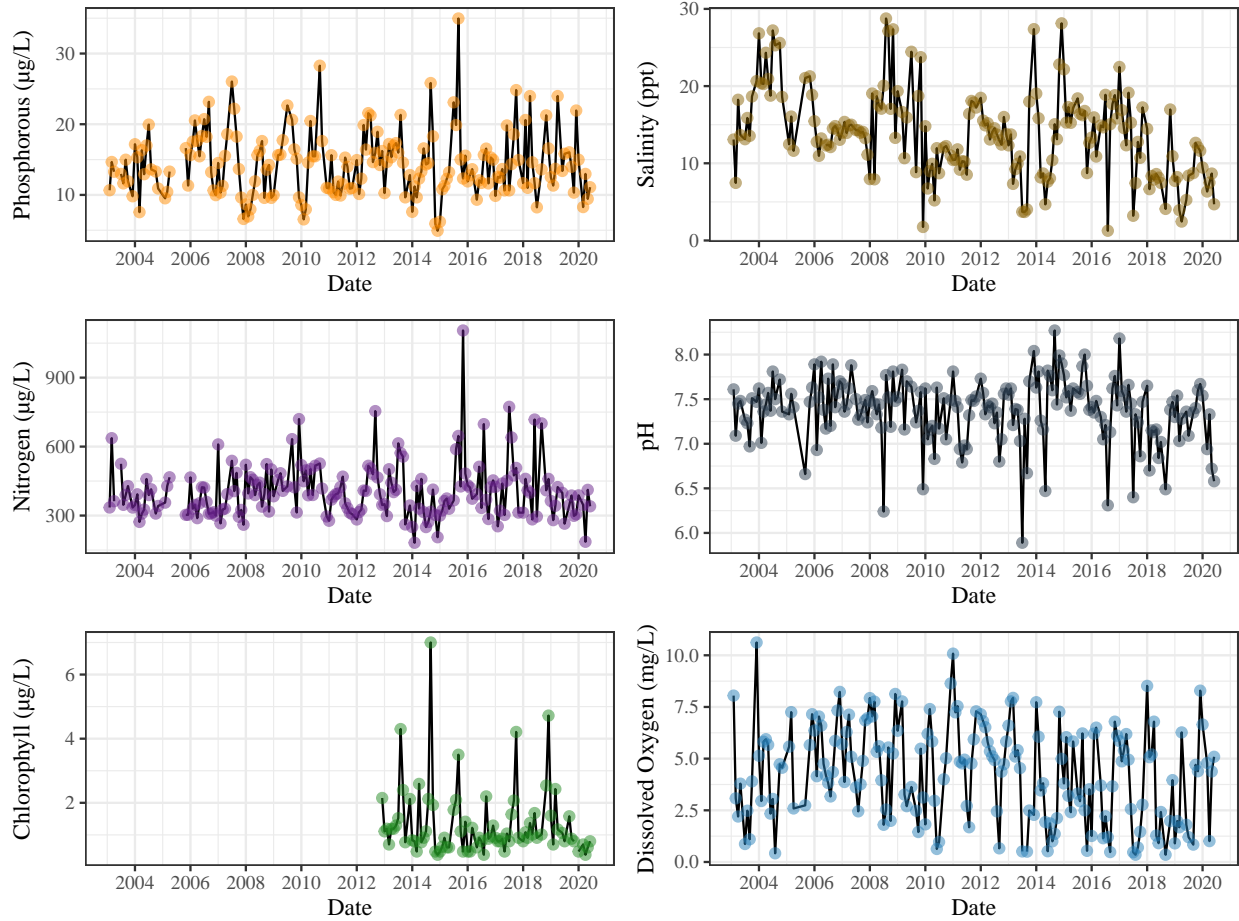 Phosphorous (µg/L)
30
20
10
2004 2006 2008 2010 2012 2014 2016 2018 2020
Date
Salinity (ppt)
30
20
10
0
2004 2006 2008 2010 2012 2014 2016 2018 2020
Date
Nitrogen (µg/L)
900
600
300
2004 2006 2008 2010 2012 2014 2016 2018 2020
Date
pH
8.0
7.5
7.0
6.5
6.0
2004 2006 2008 2010 2012 2014 2016 2018 2020
Date
Chlorophyll (µg/L)
6
4
2
2004 2006 2008 2010 2012 2014 2016 2018 2020
Date
Dissolved Oxygen (mg/L)
10.0
7.5
5.0
2.5
0.0
2004 2006 2008 2010 2012 2014 2016 2018 2020
Date